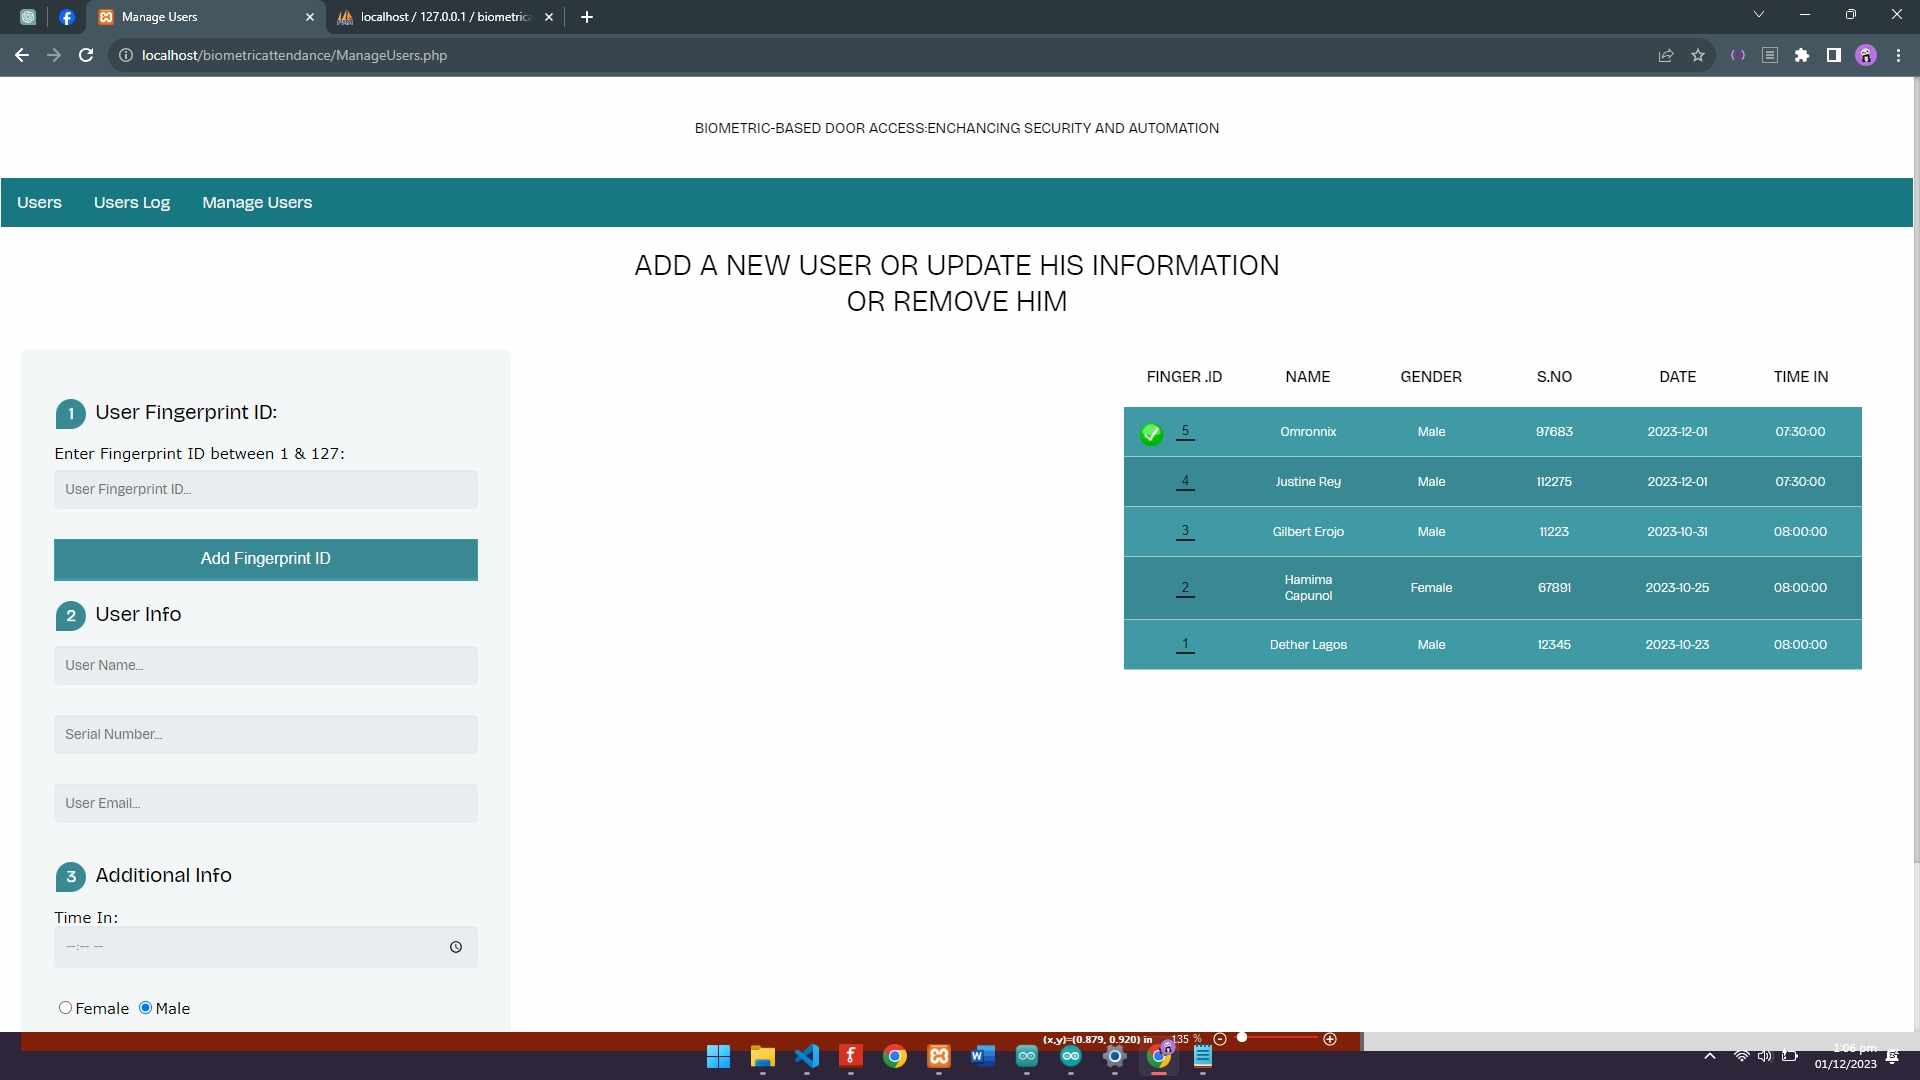 Manage Users
localhost / 127.0.0.1 / biometrica
localhost/biometricattendance/ManageUsers.php
BIOMETRIC-BASED DOOR ACCESS:ENCHANCING SECURITY AND AUTOMATION
Users Users Log Manage Users
ADD A NEW USER OR UPDATE HIS INFORMATION
OR REMOVE HIM
1 User Fingerprint ID:
Enter Fingerprint ID between 1 & 127:
User Fingerprint ID...
Add Fingerprint ID
2 User Info
User Name...
Serial Number...
User Email...
3 Additional Info
Time In:
--:-- --
Female Male
FINGER .ID NAME GENDER S.NO DATE TIME IN
5 Omronnix Male 97683 2023-12-01 07:30:00
4 Justine Rey Male 112275 2023-12-01 07:30:00
3 Gilbert Erojo Male 11223 2023-10-31 08:00:00
2 Hamima Capunol Female 67891 2023-10-25 08:00:00
1 Dether Lagos Male 12345 2023-10-23 08:00:00
(x,y)=(0.879, 0.920) in 135 %
1:06 pm
01/12/2023